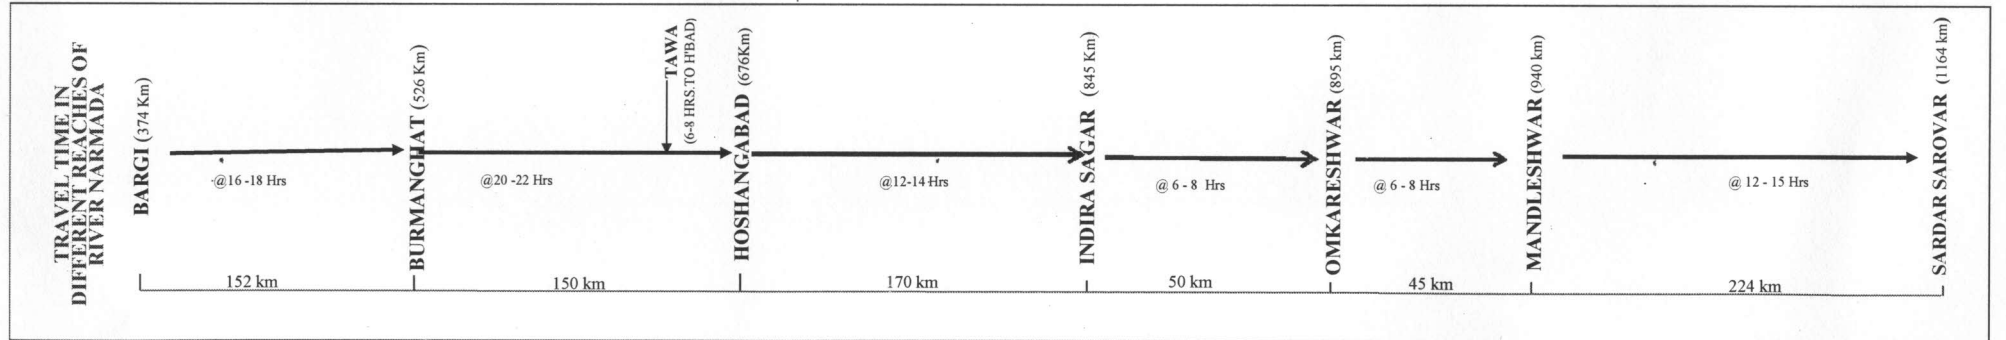 TRAVEL TIME IN
DIFFERENT REACHES OF
RIVER NARMADA
BARGI (374 Km)
@16 -18 Hrs
BURMANGHAT (526 Km)
@20 -22 Hrs
TAWA
(6-8 HRS.TO H'BAD)
HOSHANGABAD (676Km)
@12-14 Hrs
INDIRA SAGAR (845 Km)
@ 6 - 8 Hrs
OMKARESHWAR (895 km)
@ 6 - 8 Hrs
MANDLESHWAR (940 km)
@ 12 - 15 Hrs
SARDAR SAROVAR (1164 km)
152 km
150 km
170 km
50 km
45 km
224 km